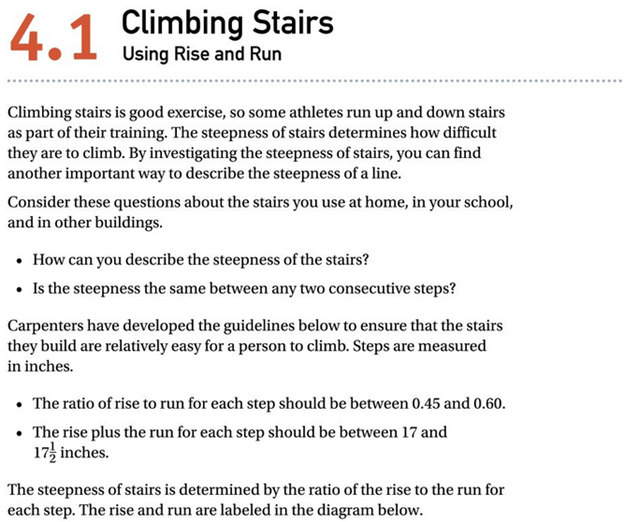 4.1 Climbing Stairs
Using Rise and Run
Climbing stairs is good exercise, so some athletes run up and down stairs
as part of their training. The steepness of stairs determines how difficult
they are to climb. By investigating the steepness of stairs, you can find
another important way to describe the steepness of a line.
Consider these questions about the stairs you use at home, in your school,
and in other buildings.
• How can you describe the steepness of the stairs?
• Is the steepness the same between any two consecutive steps?
Carpenters have developed the guidelines below to ensure that the stairs
they build are relatively easy for a person to climb. Steps are measured
in inches.
• The ratio of rise to run for each step should be between 0.45 and 0.60.
• The rise plus the run for each step should be between 17 and
17½ inches.
The steepness of stairs is determined by the ratio of the rise to the run for
each step. The rise and run are labeled in the diagram below.